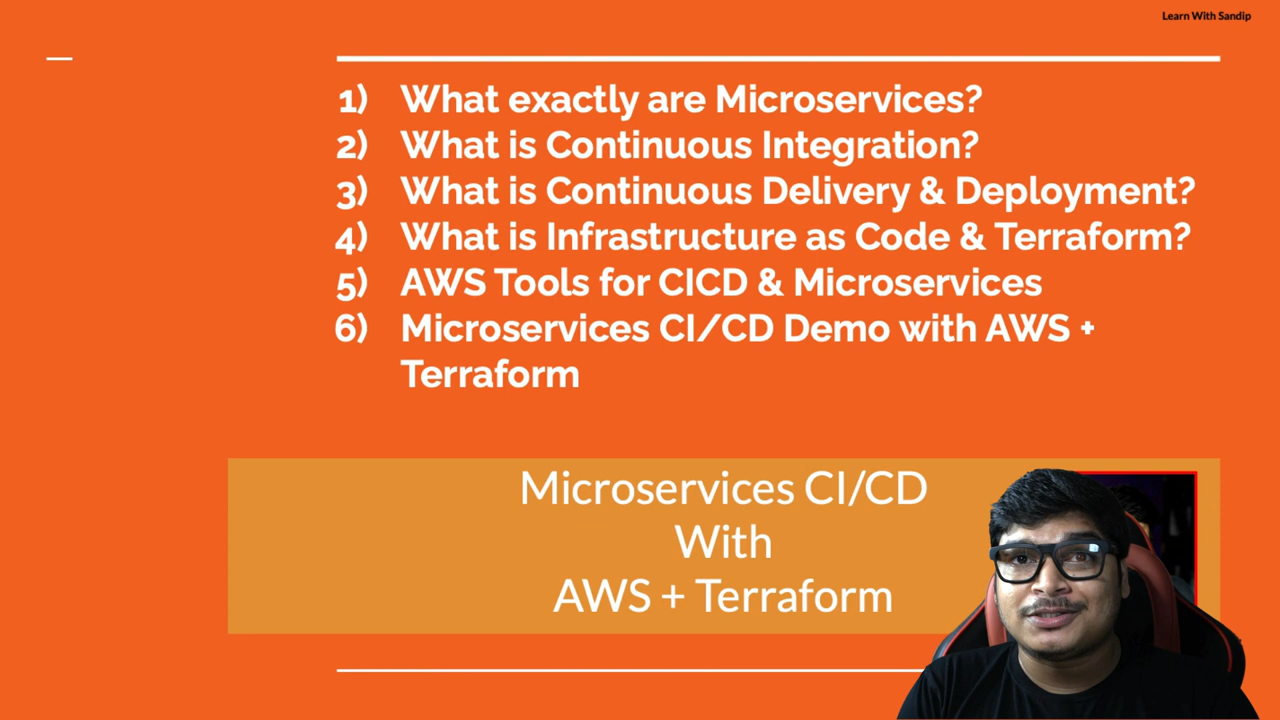 Learn With Sandip
1) What exactly are Microservices?
2) What is Continuous Integration?
3) What is Continuous Delivery & Deployment?
4) What is Infrastructure as Code & Terraform?
5) AWS Tools for CICD & Microservices
6) Microservices CI/CD Demo with AWS +
Terraform
Microservices CI/CD
With
AWS + Terraform